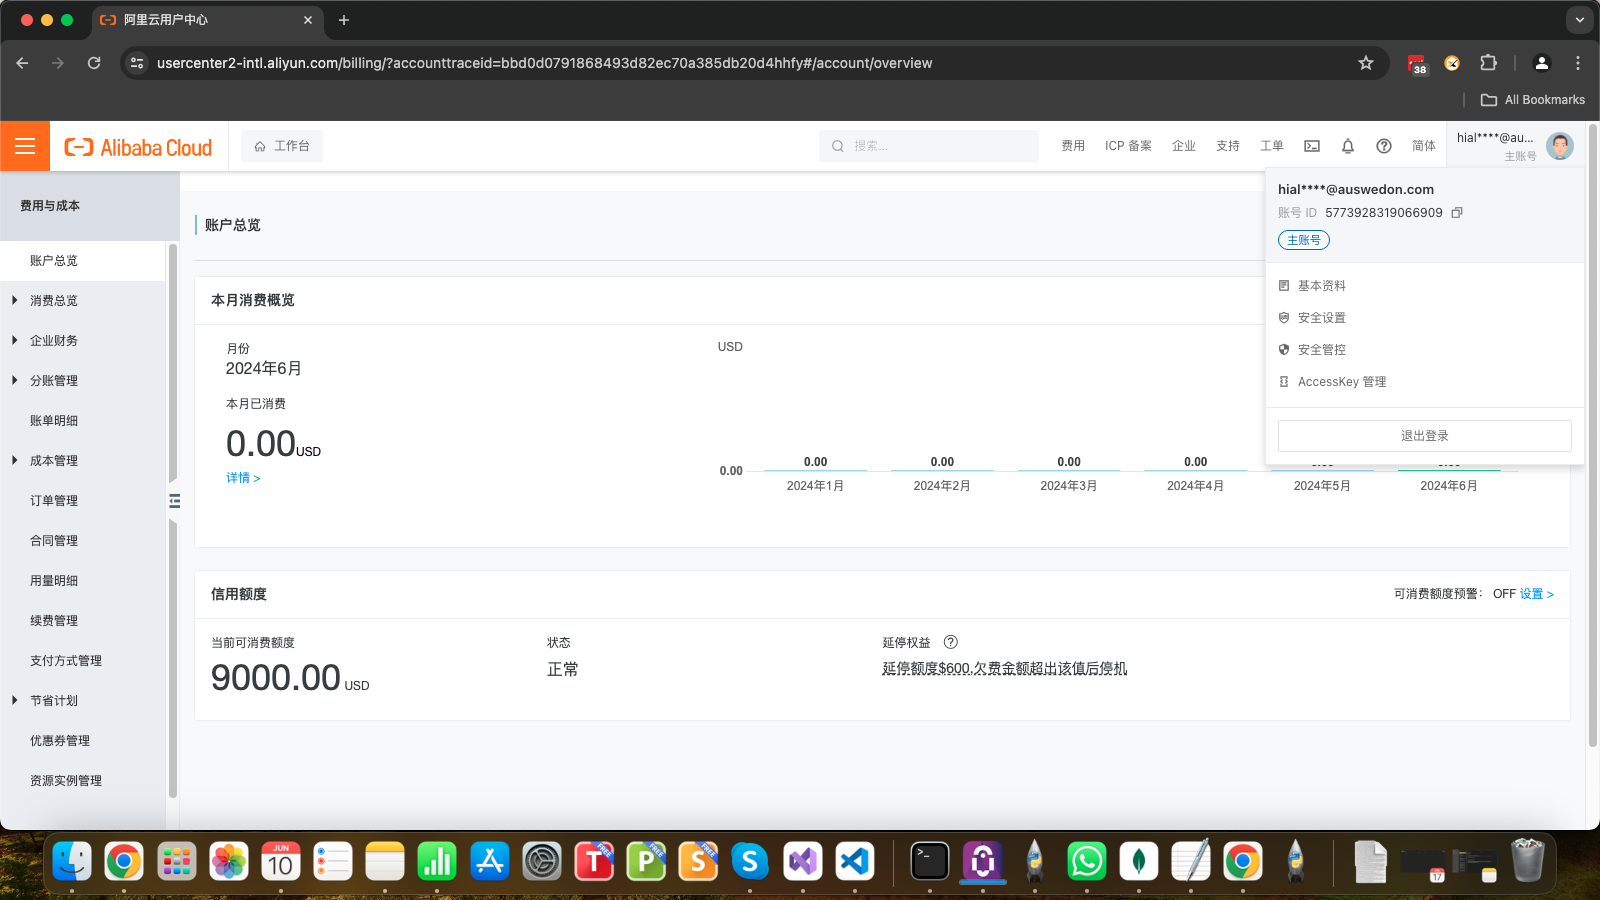 阿里云用户中心
usercenter2-intl.aliyun.com/billing/?accounttraceid=bbd0d0791868493d82ec70a385db20d4hhfy#/account/overview
38
All Bookmarks
Alibaba Cloud
工作台
搜索...
费用
ICP 备案
企业
支持
工单
简体
hial****@au...
主账号
hial****@auswedon.com
账号 ID 5773928319066909
主账号
基本资料
安全设置
安全管控
AccessKey 管理
退出登录
费用与成本
账户总览
消费总览
企业财务
分账管理
账单明细
成本管理
订单管理
合同管理
用量明细
续费管理
支付方式管理
节省计划
优惠券管理
资源实例管理
账户总览
本月消费概览
月份
2024年6月
本月已消费
0.00USD
详情 >
USD
0.00
0.00 0.00 0.00 0.00
2024年1月 2024年2月 2024年3月 2024年4月 2024年5月 2024年6月
信用额度
可消费额度预警： OFF 设置 >
当前可消费额度
9000.00 USD
状态
正常
延停权益
延停额度$600,欠费金额超出该值后停机
JUN
10
T
FREE
P
FREE
S
FREE
17